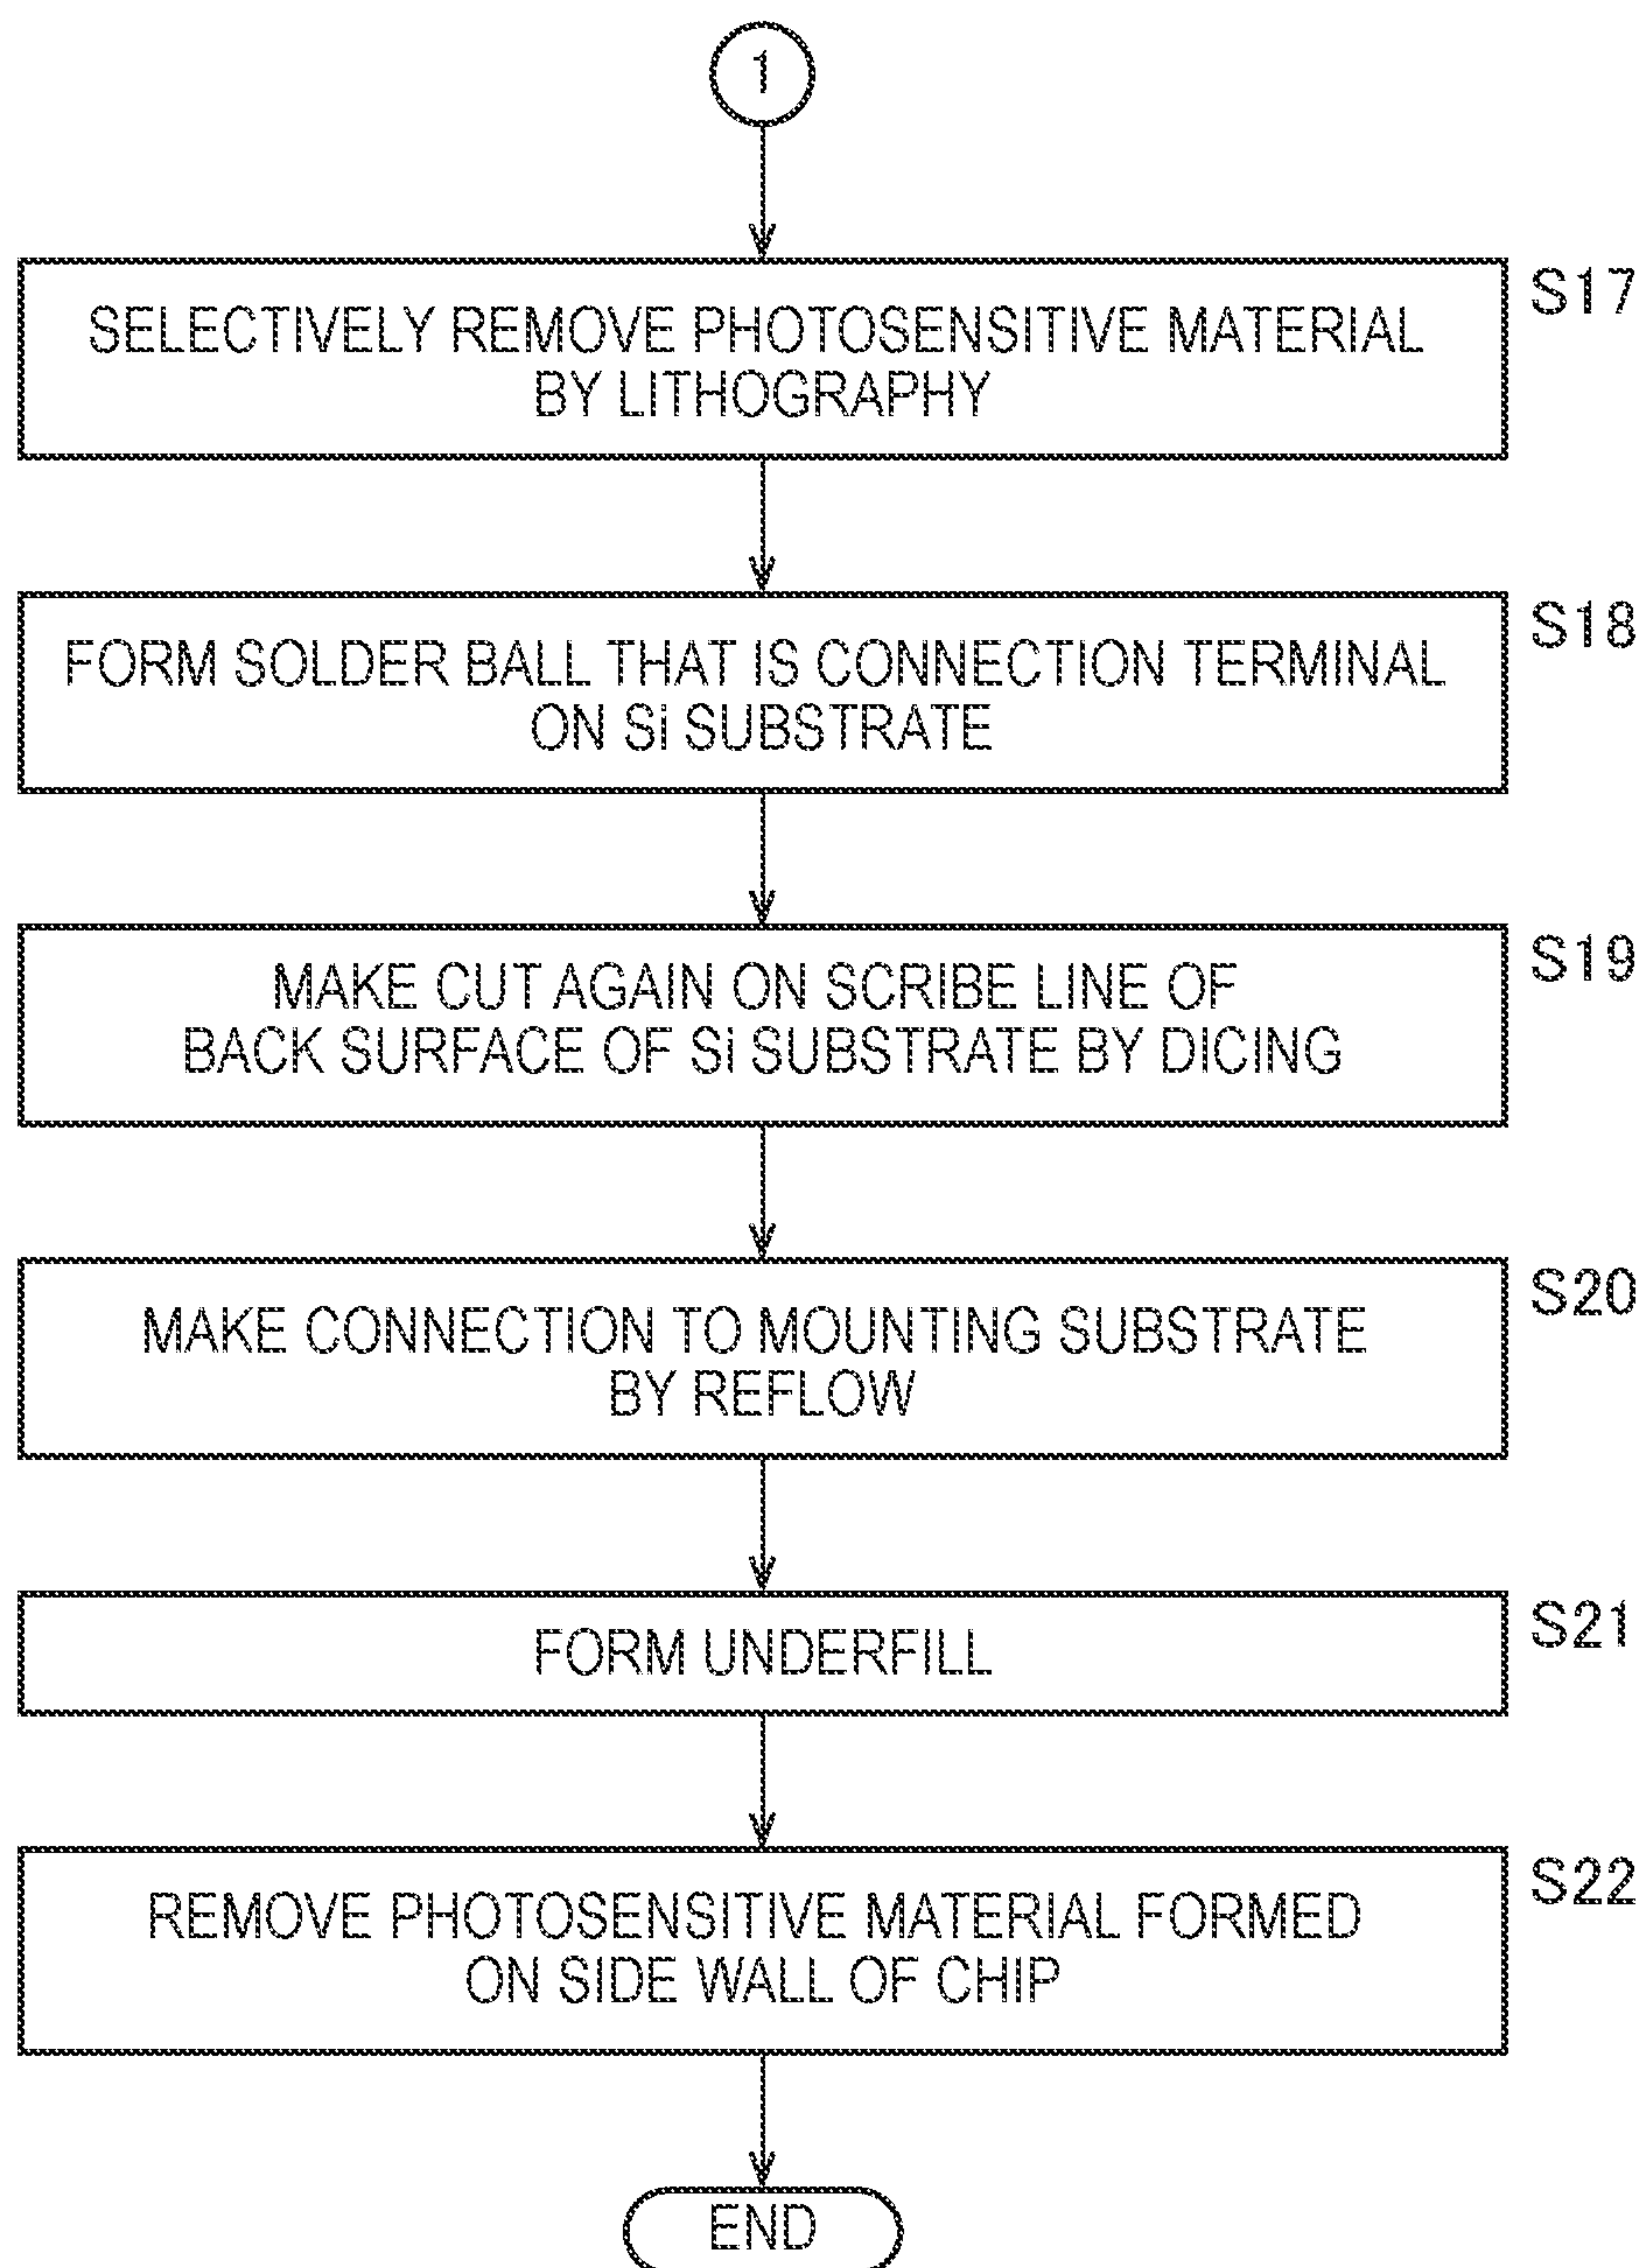 1
S17
SELECTIVELY REMOVE PHOTOSENSITIVE MATERIAL
BY LITHOGRAPHY
S18
FORM SOLDER BALL THAT IS CONNECTION TERMINAL
ON Si SUBSTRATE
S19
MAKE CUT AGAIN ON SCRIBE LINE OF
BACK SURFACE OF Si SUBSTRATE BY DICING
S20
MAKE CONNECTION TO MOUNTING SUBSTRATE
BY REFLOW
S21
FORM UNDERFILL
S22
REMOVE PHOTOSENSITIVE MATERIAL FORMED
ON SIDE WALL OF CHIP
END